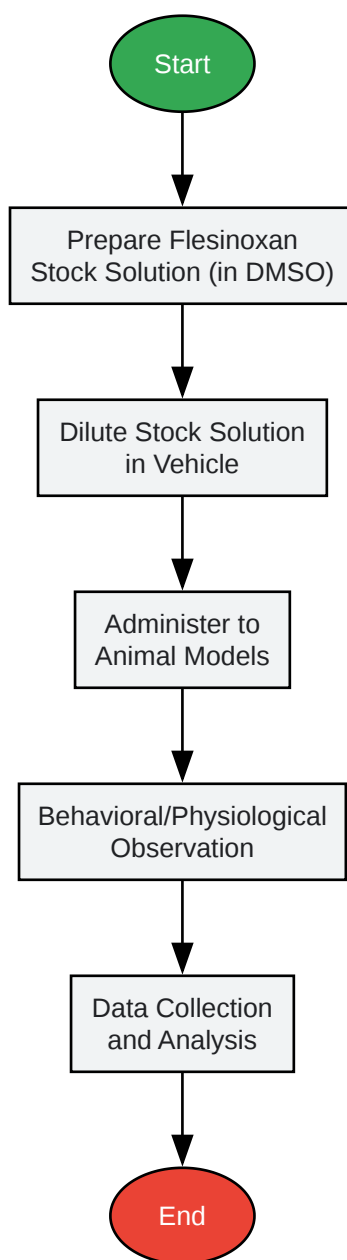 Start
Prepare Flesinoxan
Stock Solution (in DMSO)
Dilute Stock Solution
in Vehicle
Administer to
Animal Models
Behavioral/Physiological
Observation
Data Collection
and Analysis
End